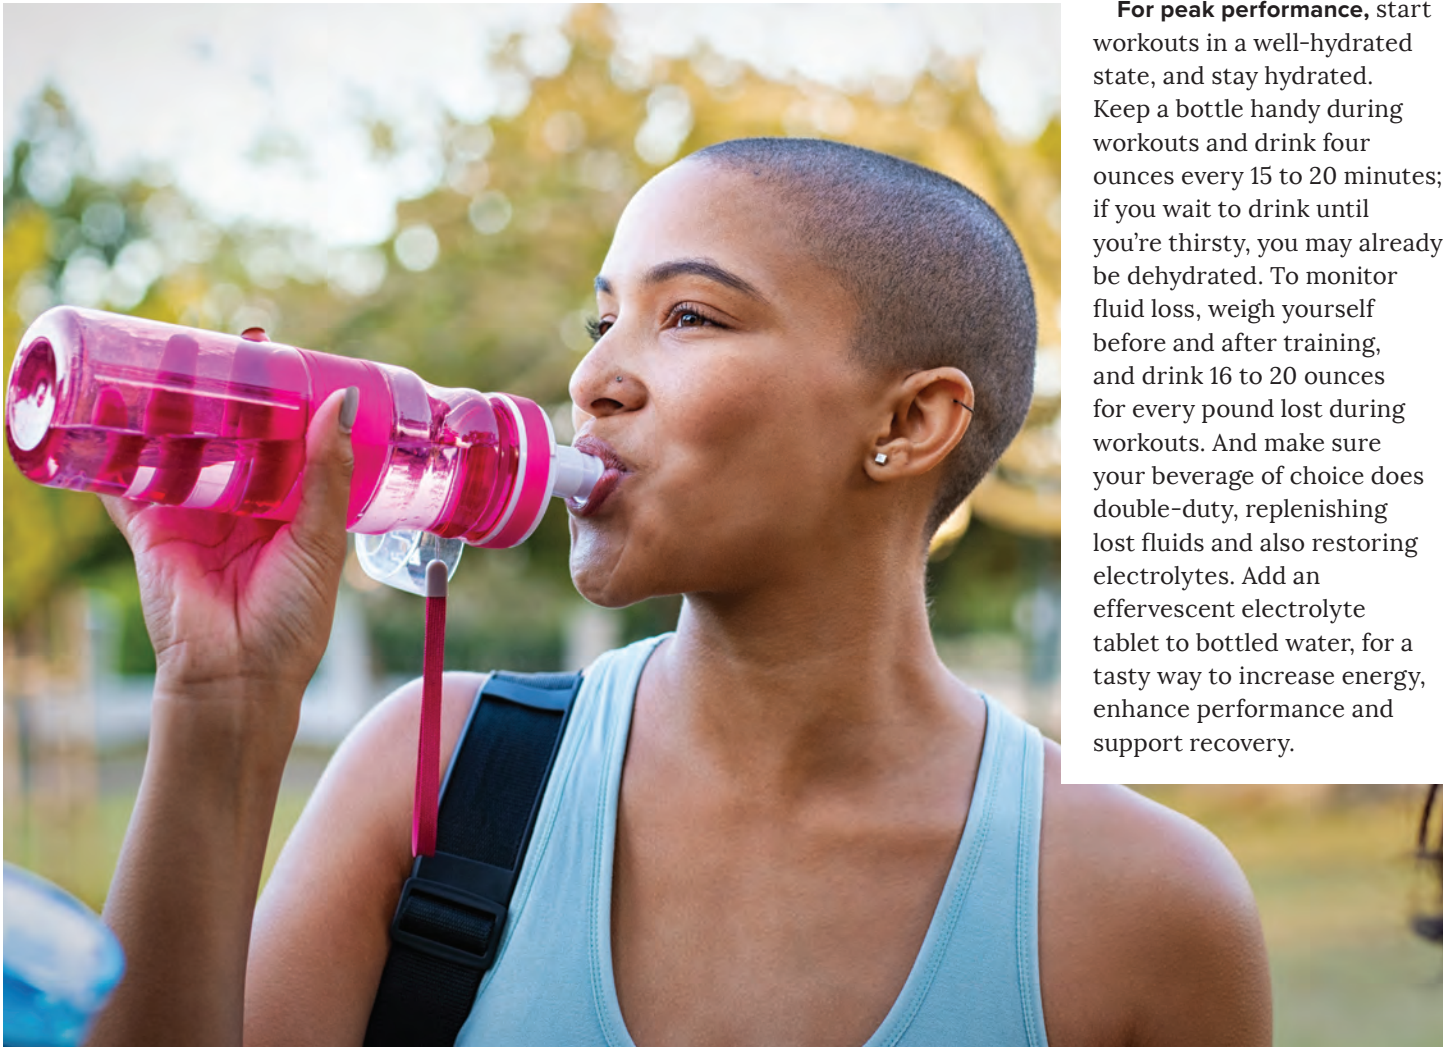 For peak performance, start
workouts in a well-hydrated
state, and stay hydrated.
Keep a bottle handy during
workouts and drink four
ounces every 15 to 20 minutes;
if you wait to drink until
you’re thirsty, you may already
be dehydrated. To monitor
fluid loss, weigh yourself
before and after training,
and drink 16 to 20 ounces
for every pound lost during
workouts. And make sure
your beverage of choice does
double-duty, replenishing
lost fluids and also restoring
electrolytes. Add an
effervescent electrolyte
tablet to bottled water, for a
tasty way to increase energy,
enhance performance and
support recovery.